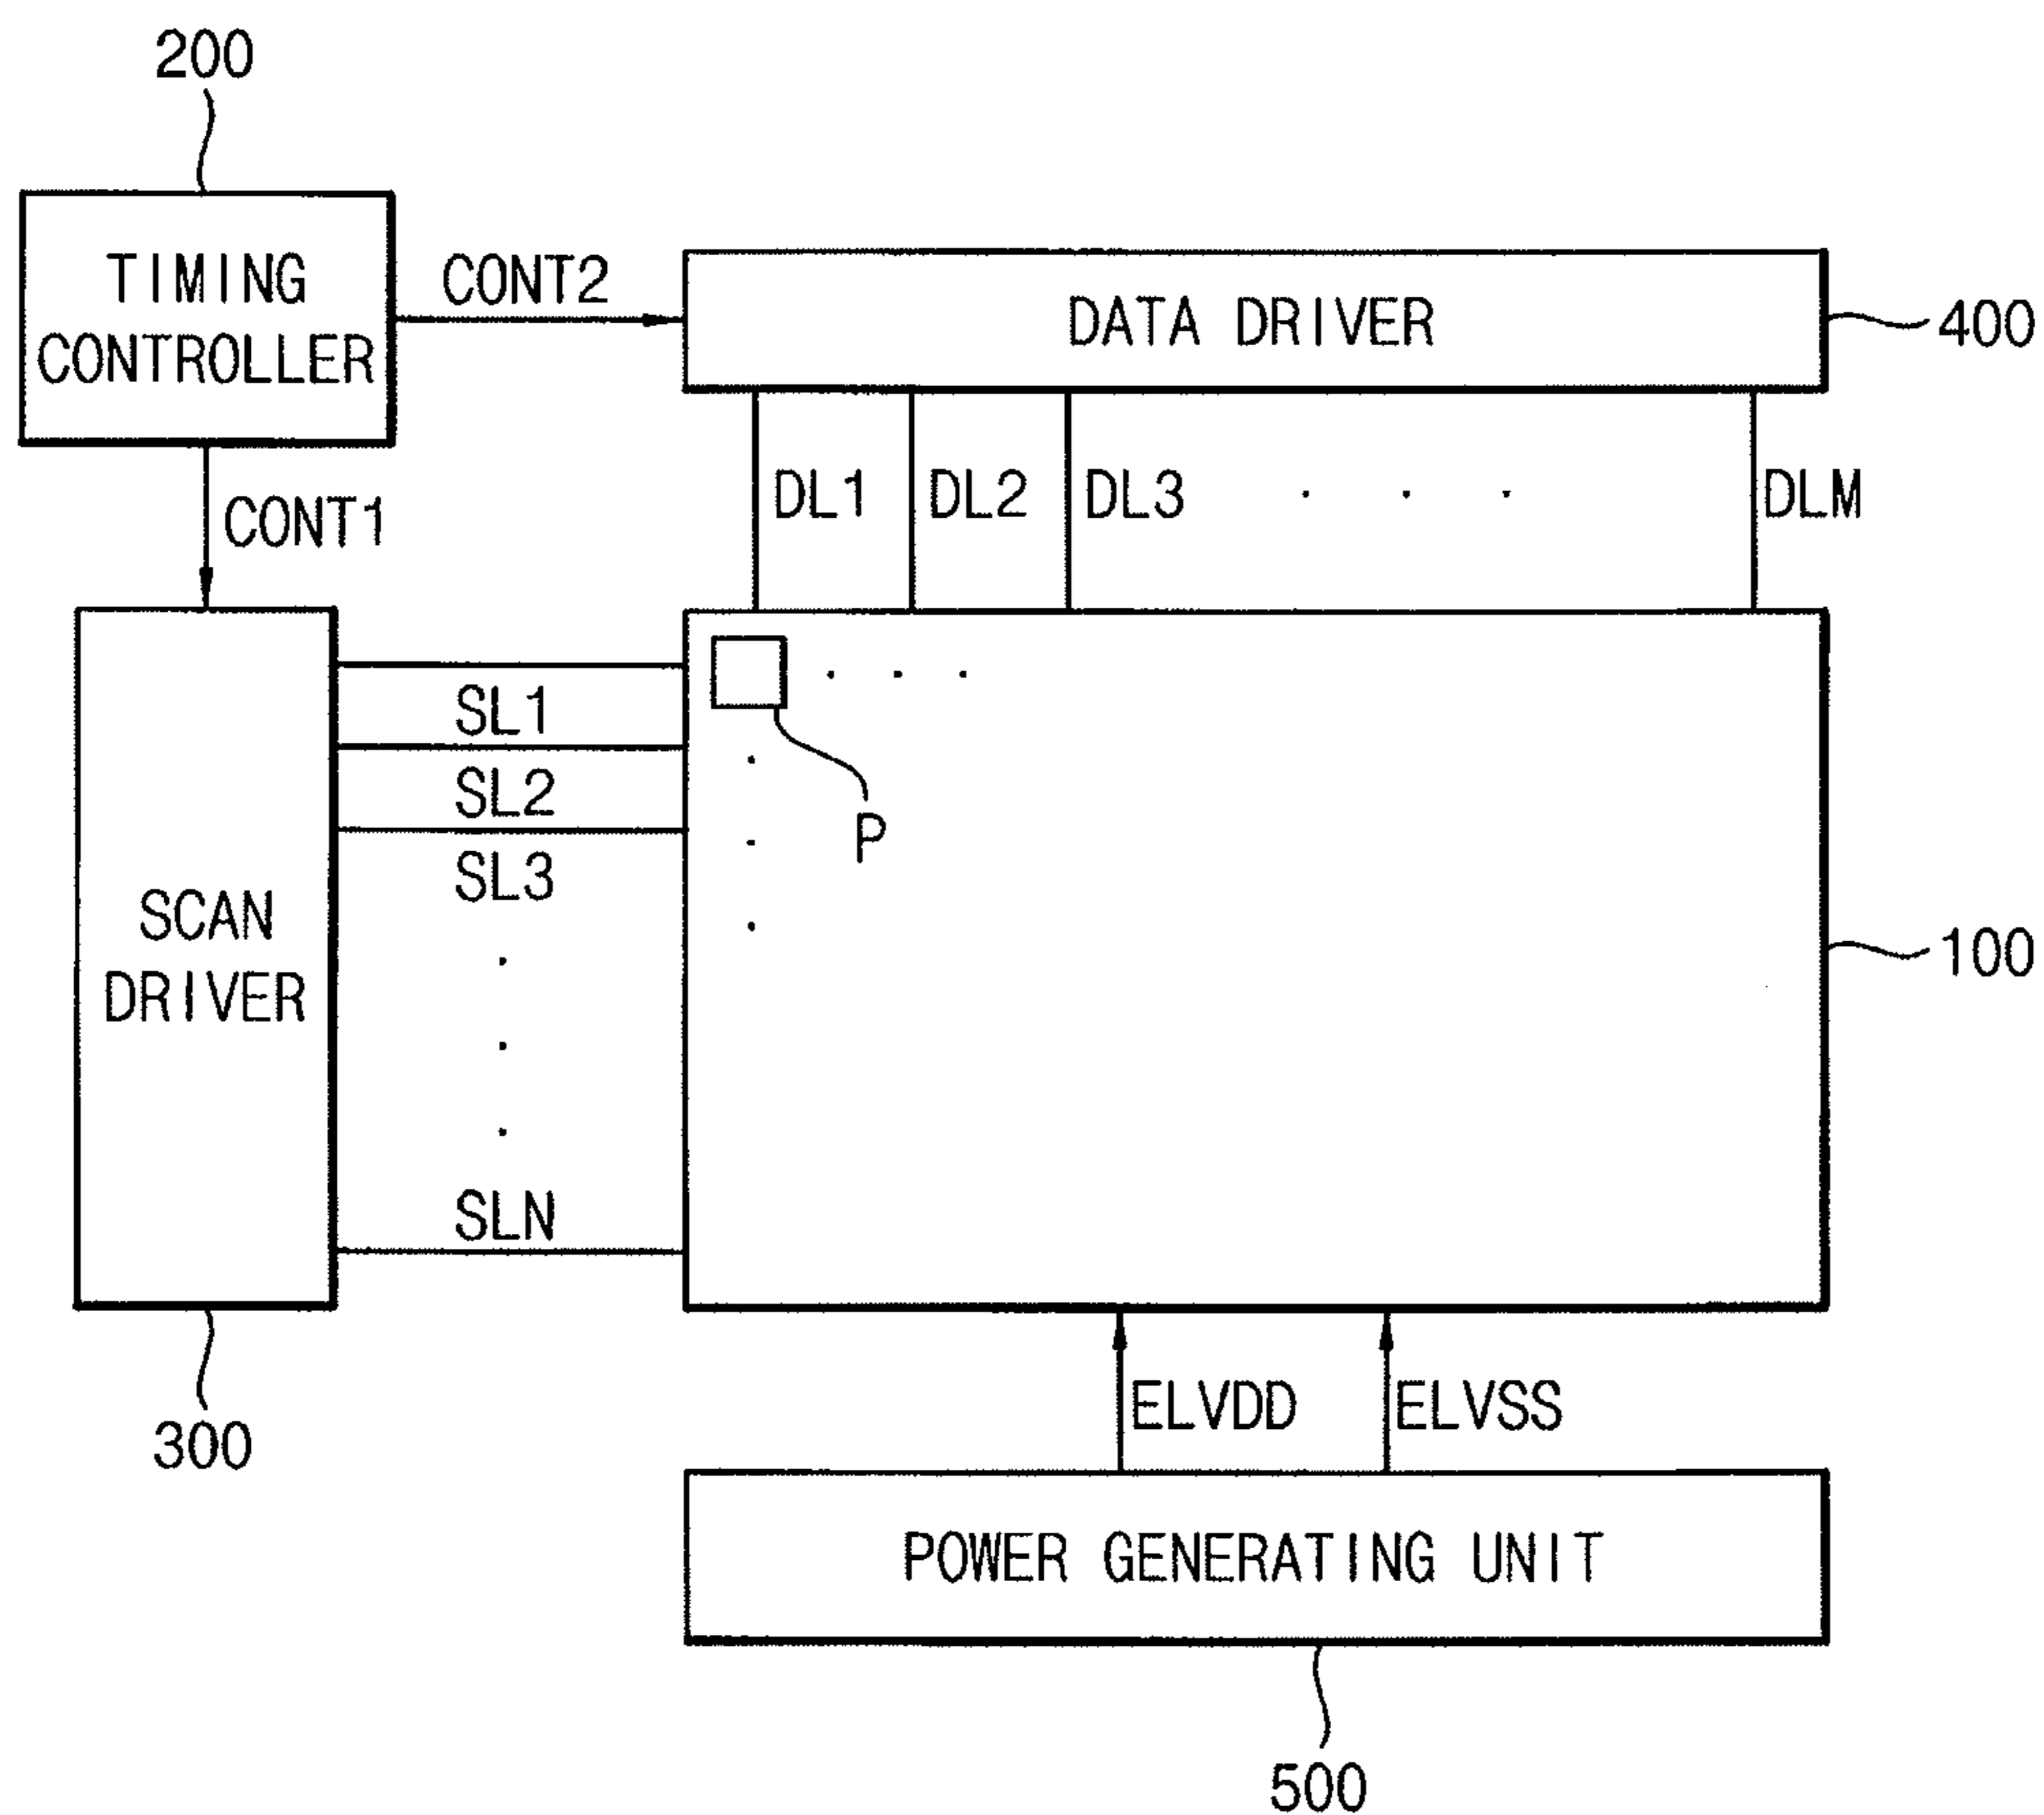 200
TIMING
CONTROLLER
CONT2
DATA DRIVER
400
CONT1
DL1
DL2
DL3
. . .
DLM
SL1
SL2
SL3
.
.
.
SLN
P
SCAN
DRIVER
100
300
ELVDD
ELVSS
POWER GENERATING UNIT
500